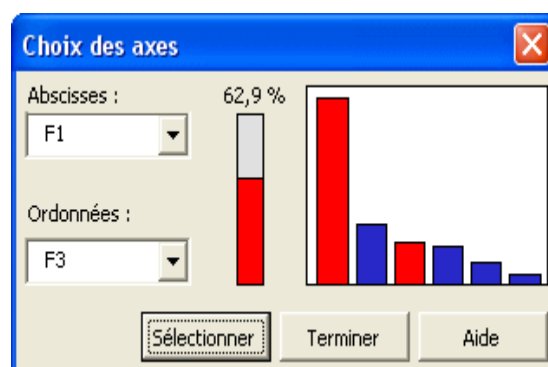 Choix des axes
Abscisses :
62,9 %
F1
Ordonnées :
F3
Sélectionner
Terminer
Aide